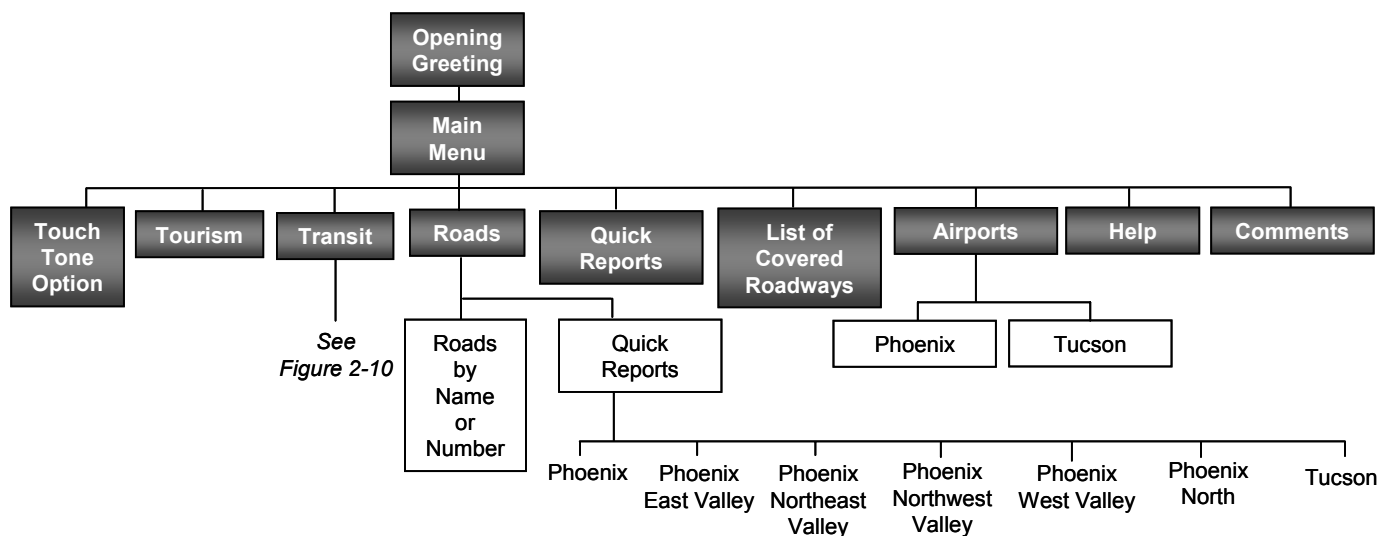 Opening
Greeting
Main
Menu
Touch
Tone
Option
Tourism
Transit
Roads
Quick
Reports
List of
Covered
Roadways
Airports
Help
Comments
See
Figure 2-10
Roads
by
Name
or
Number
Quick
Reports
Phoenix
Tucson
Phoenix
Phoenix
East Valley
Phoenix
Northeast
Valley
Phoenix
Northwest
Valley
Phoenix
West Valley
Phoenix
North
Tucson